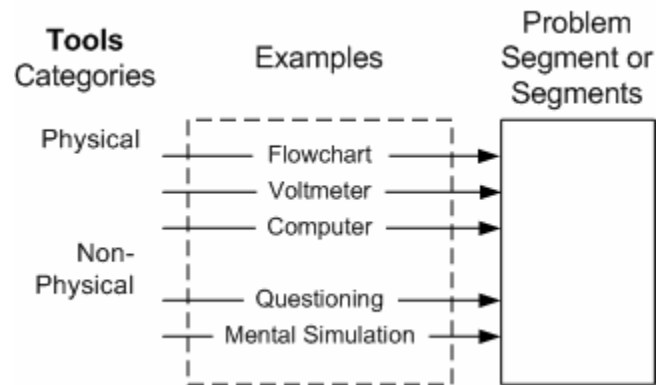 Tools
Categories
Examples
Problem
Segment or
Segments
Physical
Flowchart
Voltmeter
Computer
Non-
Physical
Questioning
Mental Simulation